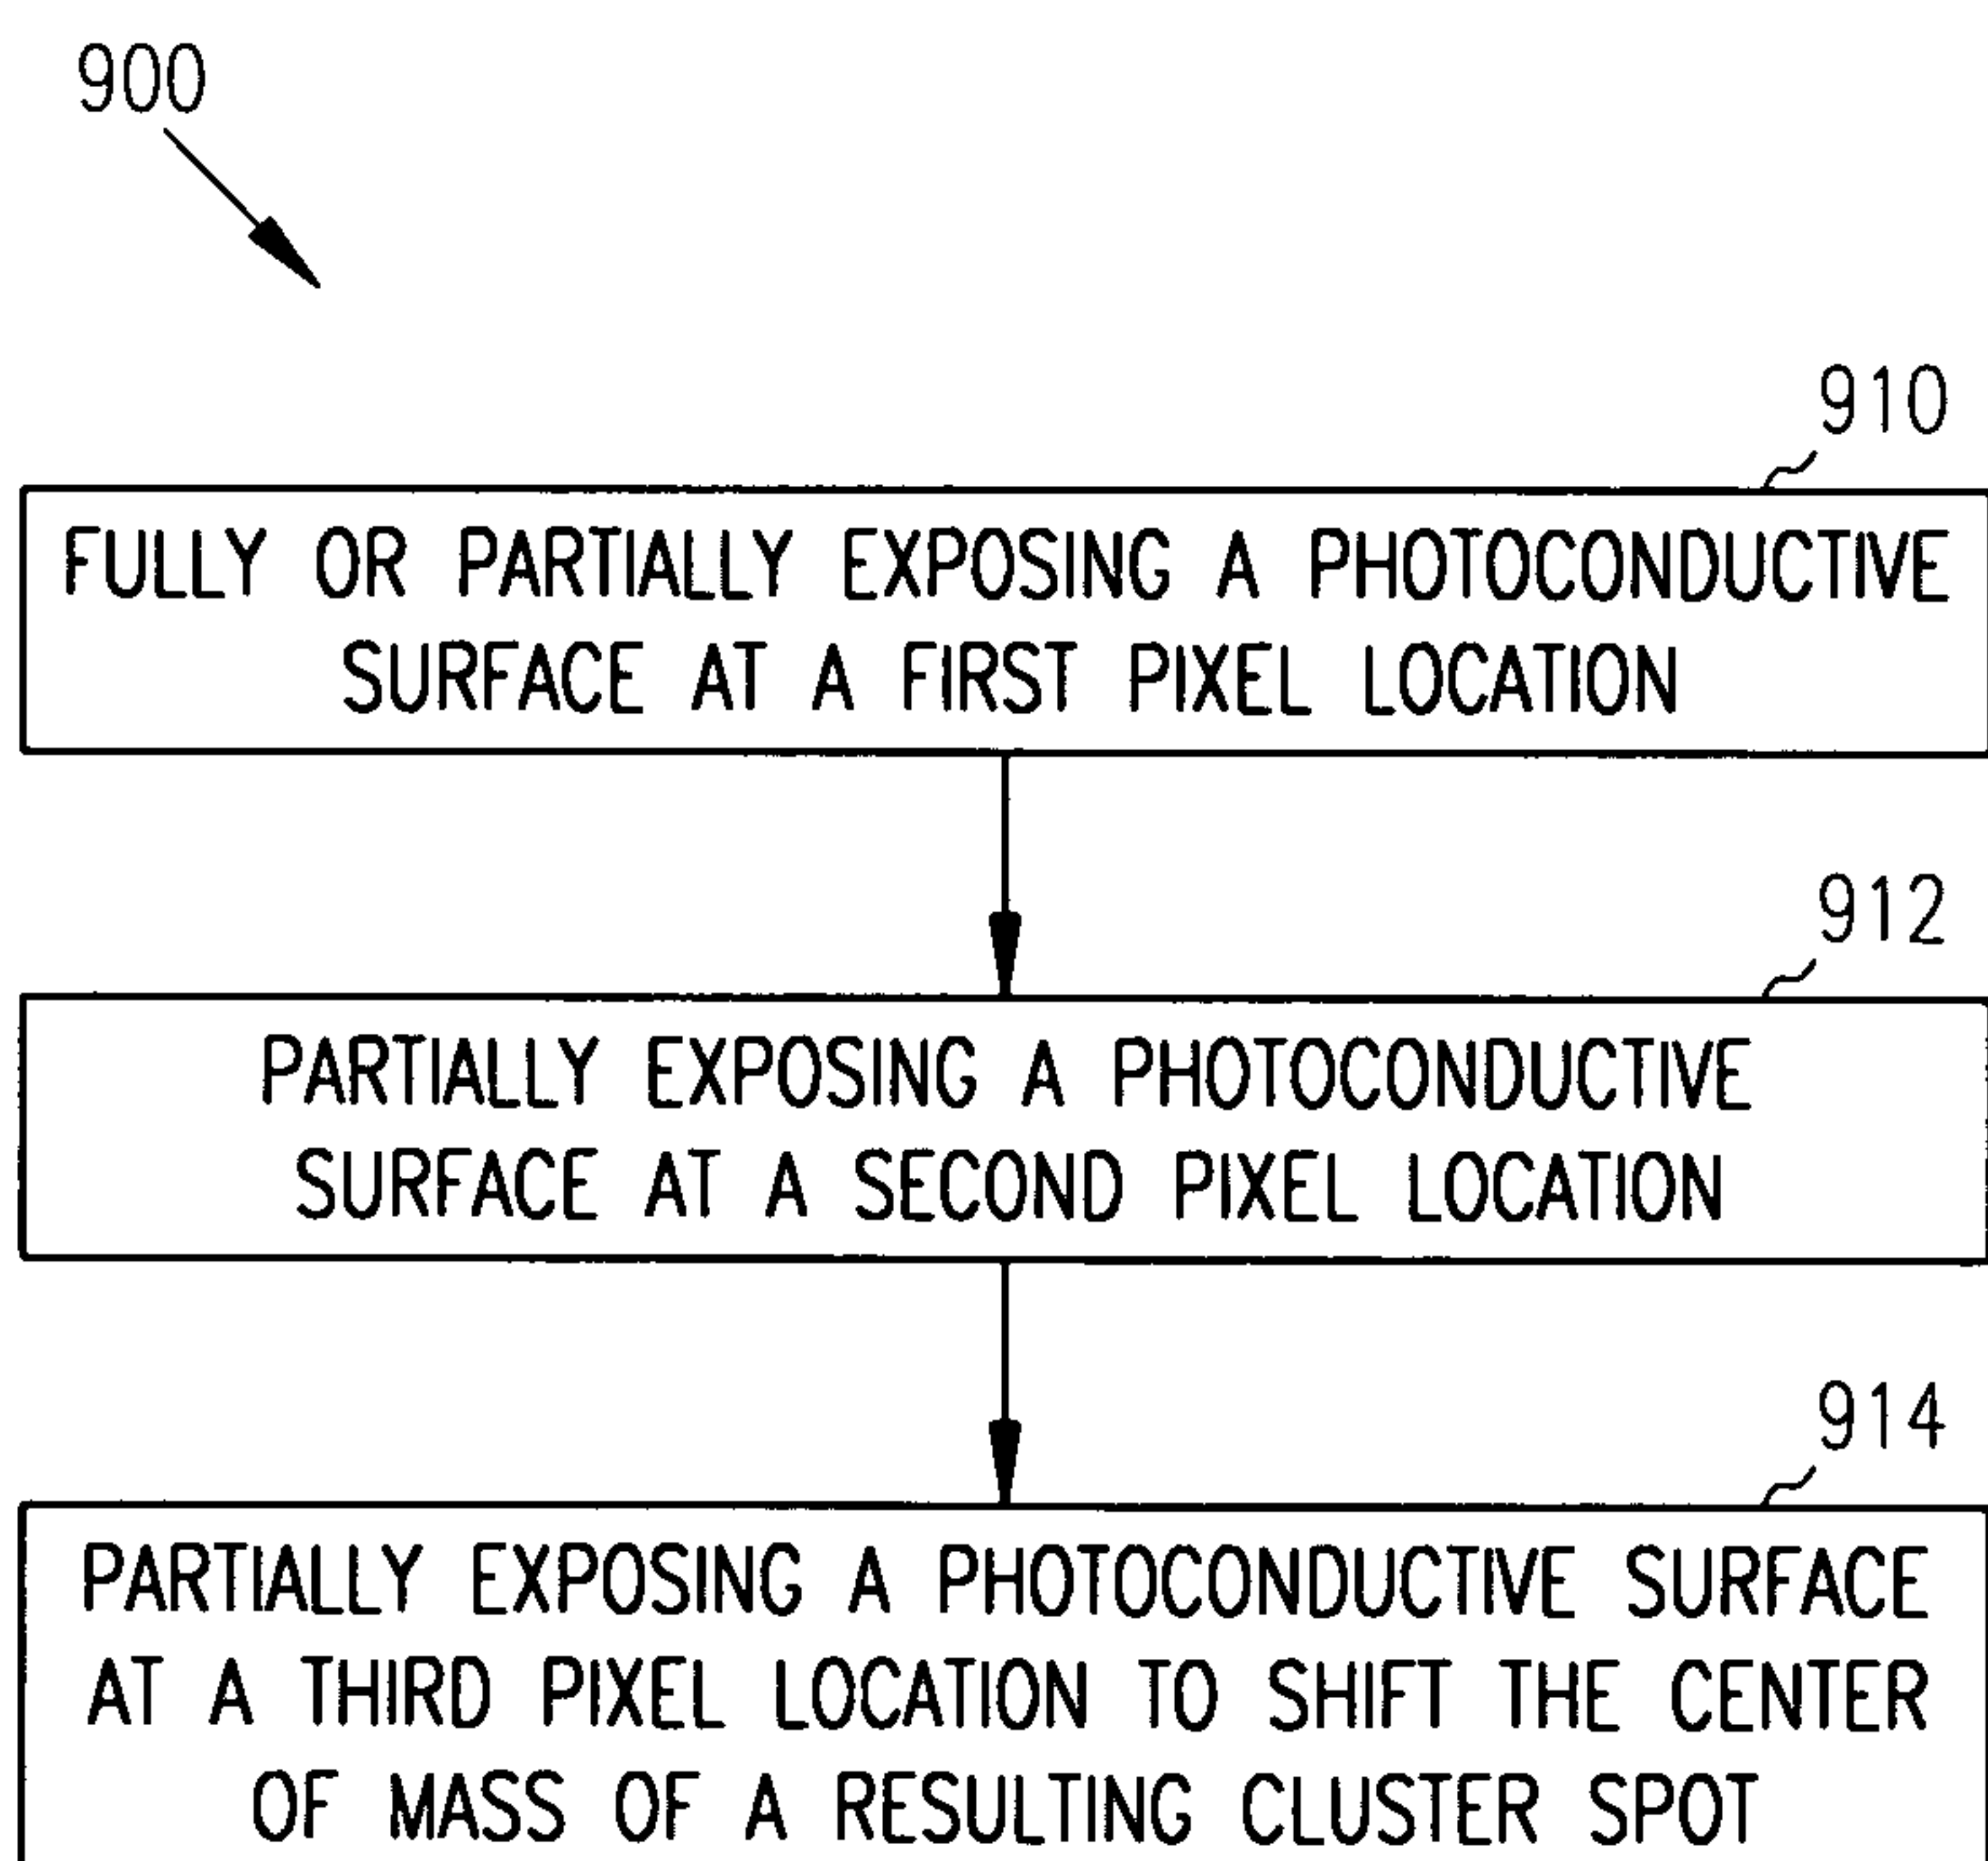 900
910
FULLY OR PARTIALLY EXPOSING A PHOTOCONDUCTIVE
SURFACE AT A FIRST PIXEL LOCATION
912
PARTIALLY EXPOSING A PHOTOCONDUCTIVE
SURFACE AT A SECOND PIXEL LOCATION
914
PARTIALLY EXPOSING A PHOTOCONDUCTIVE SURFACE
AT A THIRD PIXEL LOCATION TO SHIFT THE CENTER
OF MASS OF A RESULTING CLUSTER SPOT